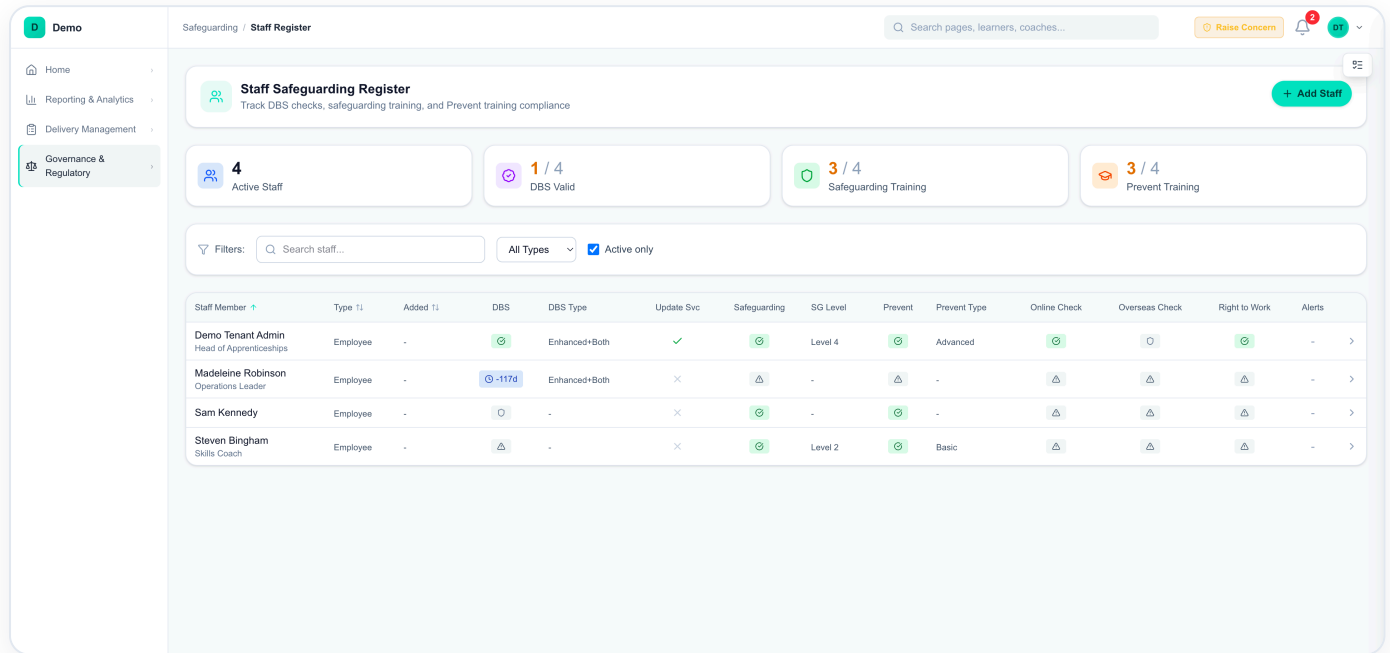 D Demo
Safeguarding / Staff Register
Search pages, learners, coaches...
Raise Concern
2
DT
Home
Reporting & Analytics
Delivery Management
Governance &
Regulatory
Staff Safeguarding Register
Track DBS checks, safeguarding training, and Prevent training compliance
+ Add Staff
4
Active Staff
1 / 4
DBS Valid
3 / 4
Safeguarding Training
3 / 4
Prevent Training
Filters: Search staff... All Types Active only
Staff Member Type Added DBS DBS Type Update Svc Safeguarding SG Level Prevent Prevent Type Online Check Overseas Check Right to Work Alerts
Demo Tenant Admin
Head of Apprenticeships
Employee - Enhanced+Both Level 4 Advanced -
Madeleine Robinson
Operations Leader
Employee - -117d Enhanced+Both - - -
Sam Kennedy
Employee - - - - -
Steven Bingham
Skills Coach
Employee - - Level 2 Basic -